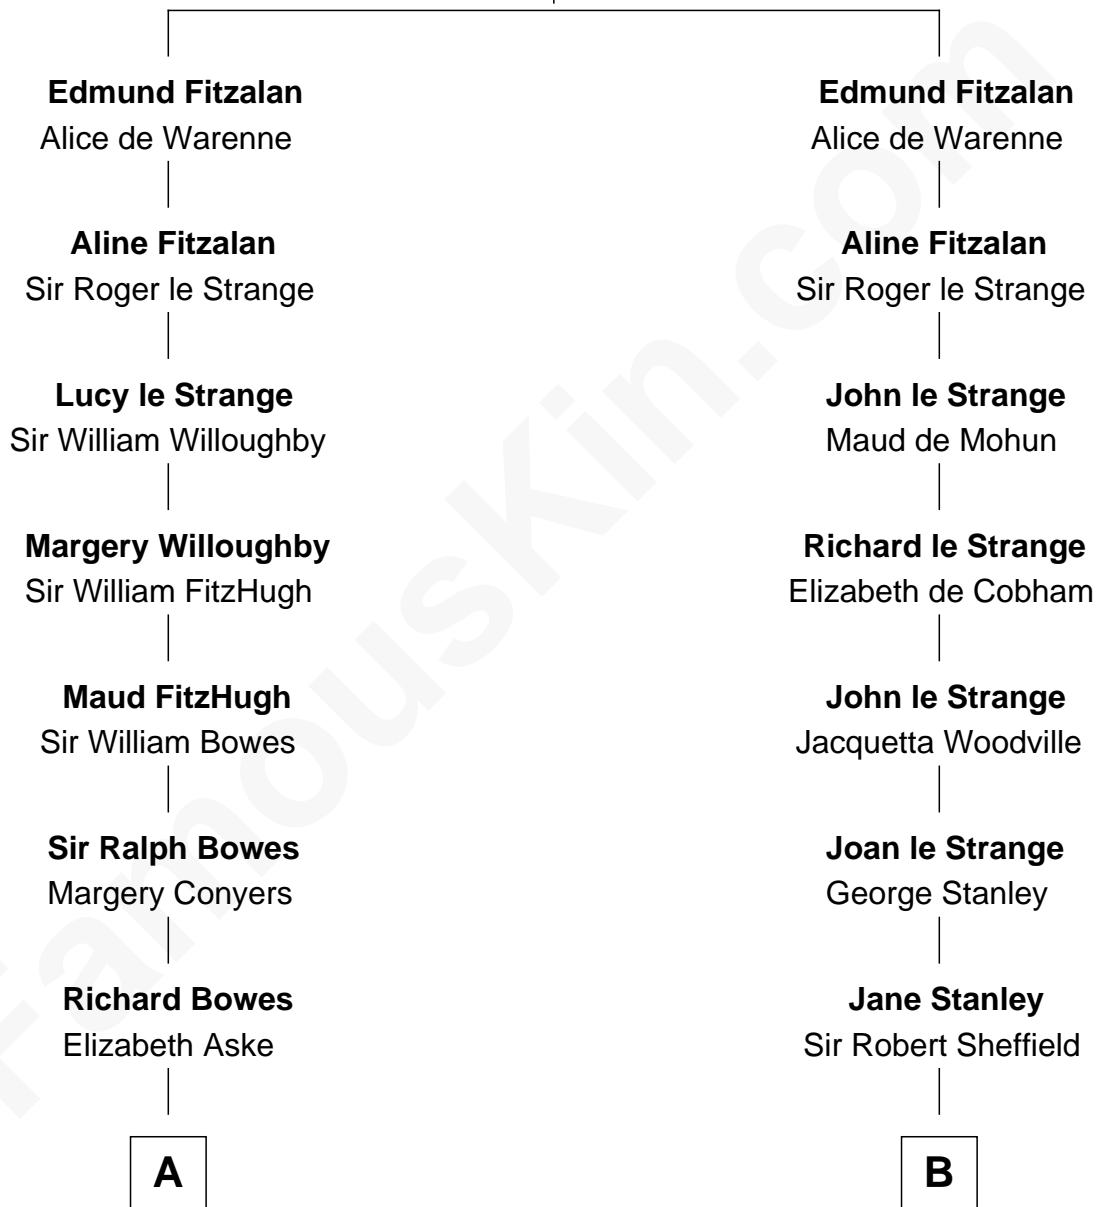 Edmund Fitzalan
Alice de Warenne
Aline Fitzalan
Sir Roger le Strange
Lucy le Strange
Sir William Willoughby
Margery Willoughby
Sir William FitzHugh
Maud FitzHugh
Sir William Bowes
Sir Ralph Bowes
Margery Conyers
Richard Bowes
Elizabeth Aske
A
Edmund Fitzalan
Alice de Warenne
Aline Fitzalan
Sir Roger le Strange
John le Strange
Maud de Mohun
Richard le Strange
Elizabeth de Cobham
John le Strange
Jacquetta Woodville
Joan le Strange
George Stanley
Jane Stanley
Sir Robert Sheffield
B
FamousKin.com